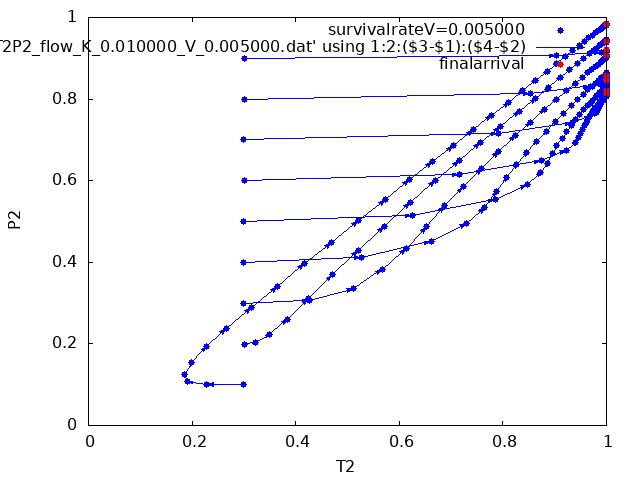 survivalrateV=0.005000
T2P2_flow_K_0.010000_V_0.005000.dat' using 1:2:($3-$1):($4-$2)
finalarrival
1
0.8
0.6
0.4
0.2
0
P2
0 0.2 0.4 0.6 0.8 1
T2